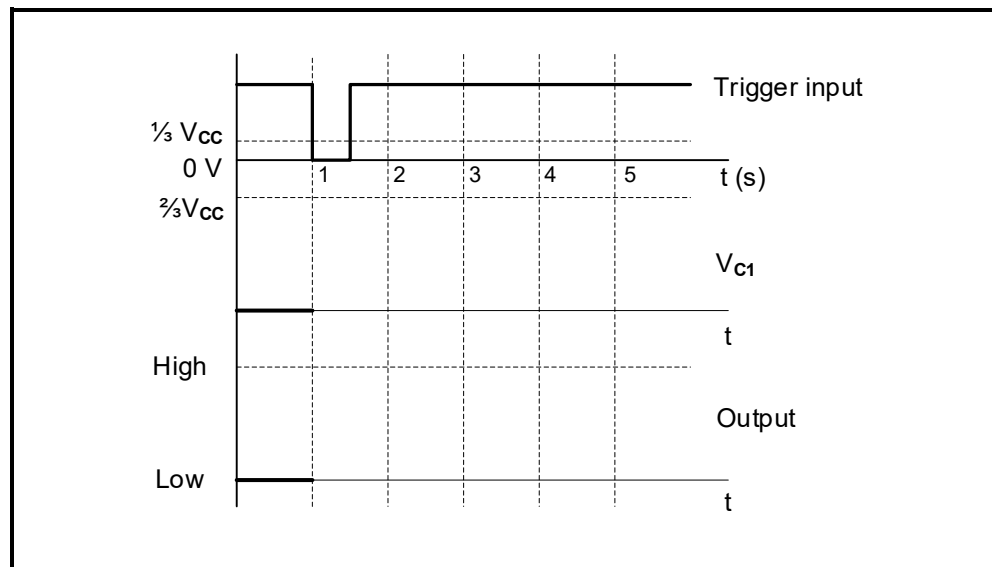 Trigger input
⅓ VCC
0 V
1 2 3 4 5 t (s)
⅔VCC
VC1
t
High
Output
Low
t